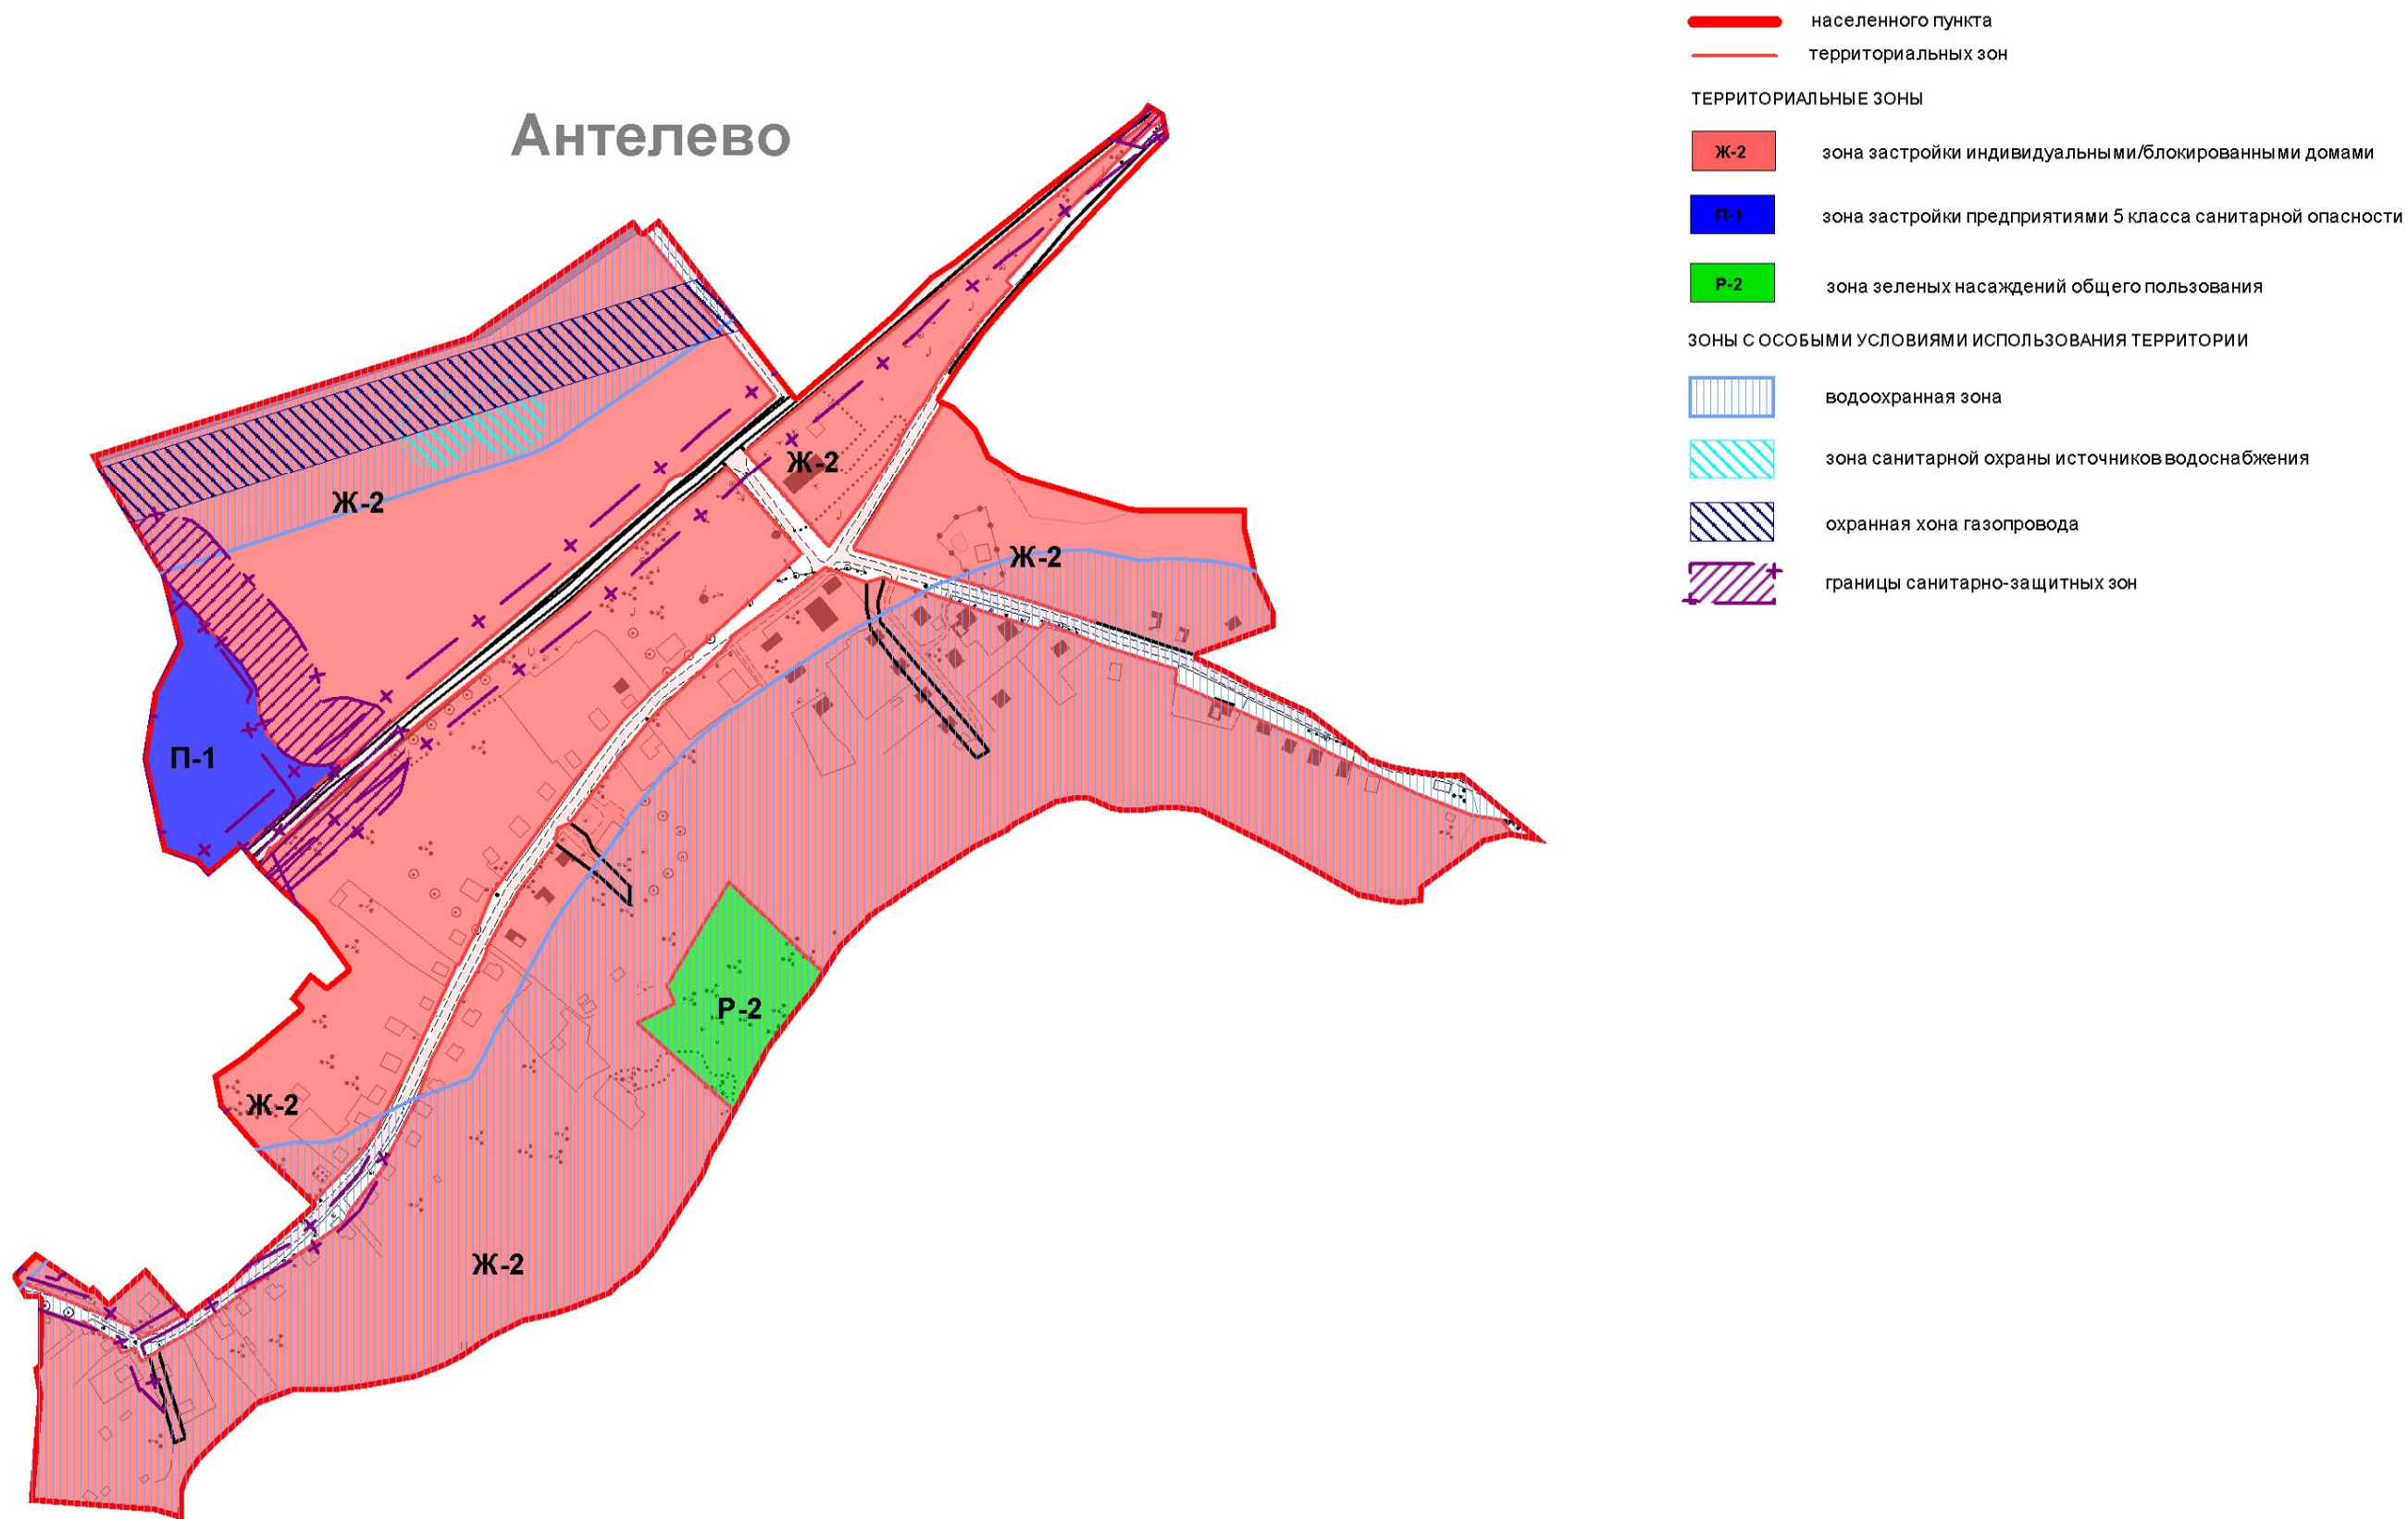 населенного пункта
территориальных зон
ТЕРРИТОРИАЛЬНЫЕ ЗОНЫ
Ж-2 зона застройки индивидуальными/блокированными домами
П-1 зона застройки предприятиями 5 класса санитарной опасности
Р-2 зона зеленых насаждений общего пользования
ЗОНЫ С ОСОБЫМИ УСЛОВИЯМИ ИСПОЛЬЗОВАНИЯ ТЕРРИТОРИИ
водоохранная зона
зона санитарной охраны источников водоснабжения
охранная хона газопровода
границы санитарно-защитных зон
Антелево
Ж-2
Ж-2
Ж-2
П-1
Р-2
Ж-2
Ж-2